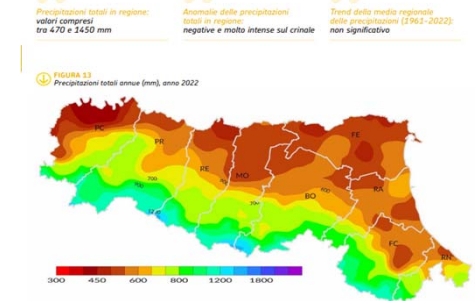 Precipitazioni totali in regione:
valori compresi
tra 470 e 1450 mm
Anomalie delle precipitazioni
totali in regione:
negative e molto intense sul crinale
Trend della media regionale
delle precipitazioni (1961-2022):
non significativo
FIGURA 13
Precipitazioni totali annue (mm), anno 2022
PC
PR
RE
MO
BO
FE
RA
FC
RN
700
300
450
600
800
1200
1800